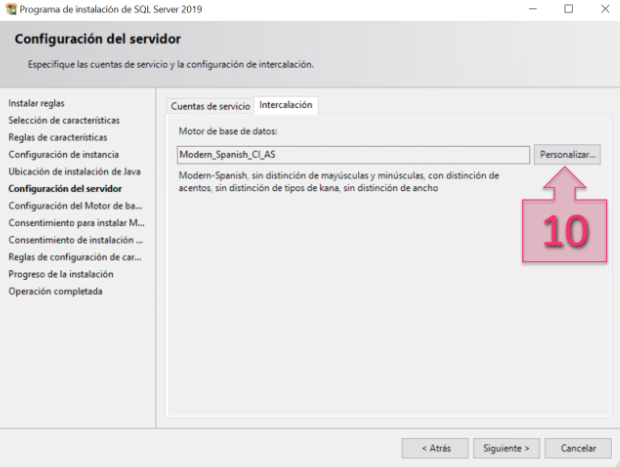 Programa de instalación de SQL Server 2019
Configuración del servidor
Especifique las cuentas de servicio y la configuración de intercalación.
Instalar reglas
Selección de características
Reglas de características
Configuración de instancia
Ubicación de instalación de Java
Configuración del servidor
Configuración del Motor de ba...
Consentimiento para instalar M...
Consentimiento de instalación ...
Reglas de configuración de car...
Progreso de la instalación
Operación completada
Cuentas de servicio Intercalación
Motor de base de datos:
Modern_Spanish_CI_AS Personalizar...
Modern-Spanish, sin distinción de mayúsculas y minúsculas, con distinción de
acentos, sin distinción de tipos de kana, sin distinción de ancho
10
< Atrás Siguiente > Cancelar